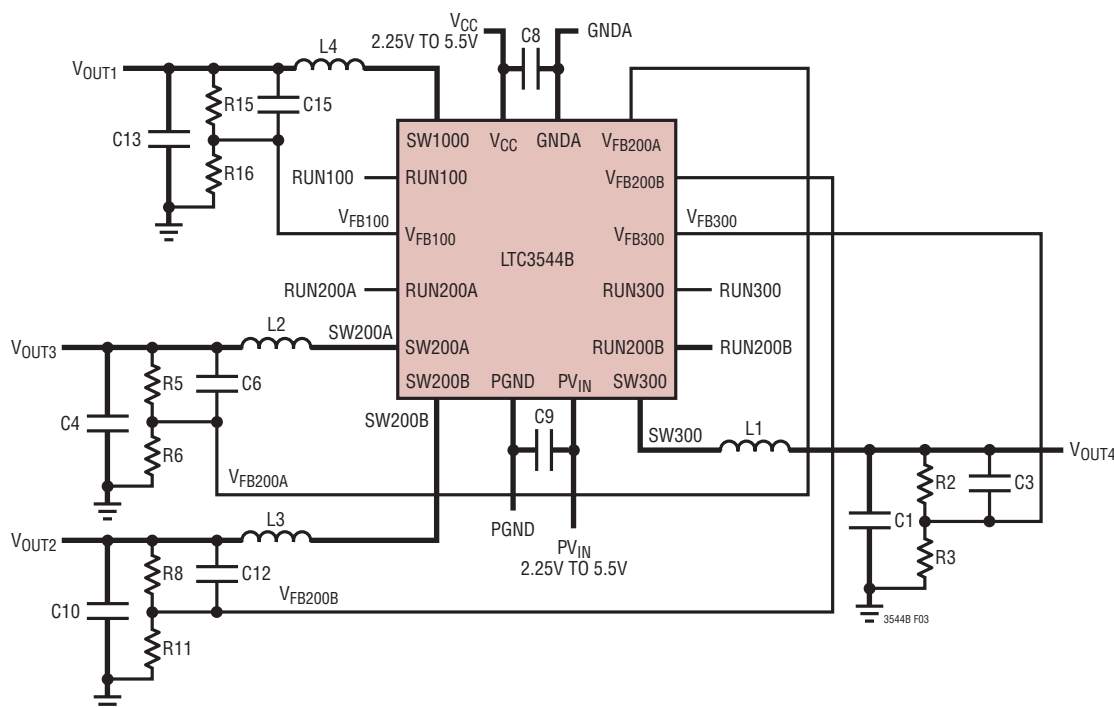 VCC
2.25V TO 5.5V
C8
GNDA
L4
VOUT1
R15
C15
C13
R16
SW1000
VCC
GNDA
VFB200A
RUN100
RUN100
VFB200B
VFB100
VFB100
VFB300
VFB300
LTC3544B
RUN200A
RUN200A
RUN300
RUN300
L2
SW200A
VOUT3
SW200A
RUN200B
RUN200B
R5
C6
SW200B
PGND
PVIN
SW300
C4
SW200B
C9
R6
SW300
L1
VOUT4
VFB200A
R2
C3
L3
PGND
C1
VOUT2
PVIN
2.25V TO 5.5V
R3
R8
C12
C10
VFB200B
3544B F03
R11